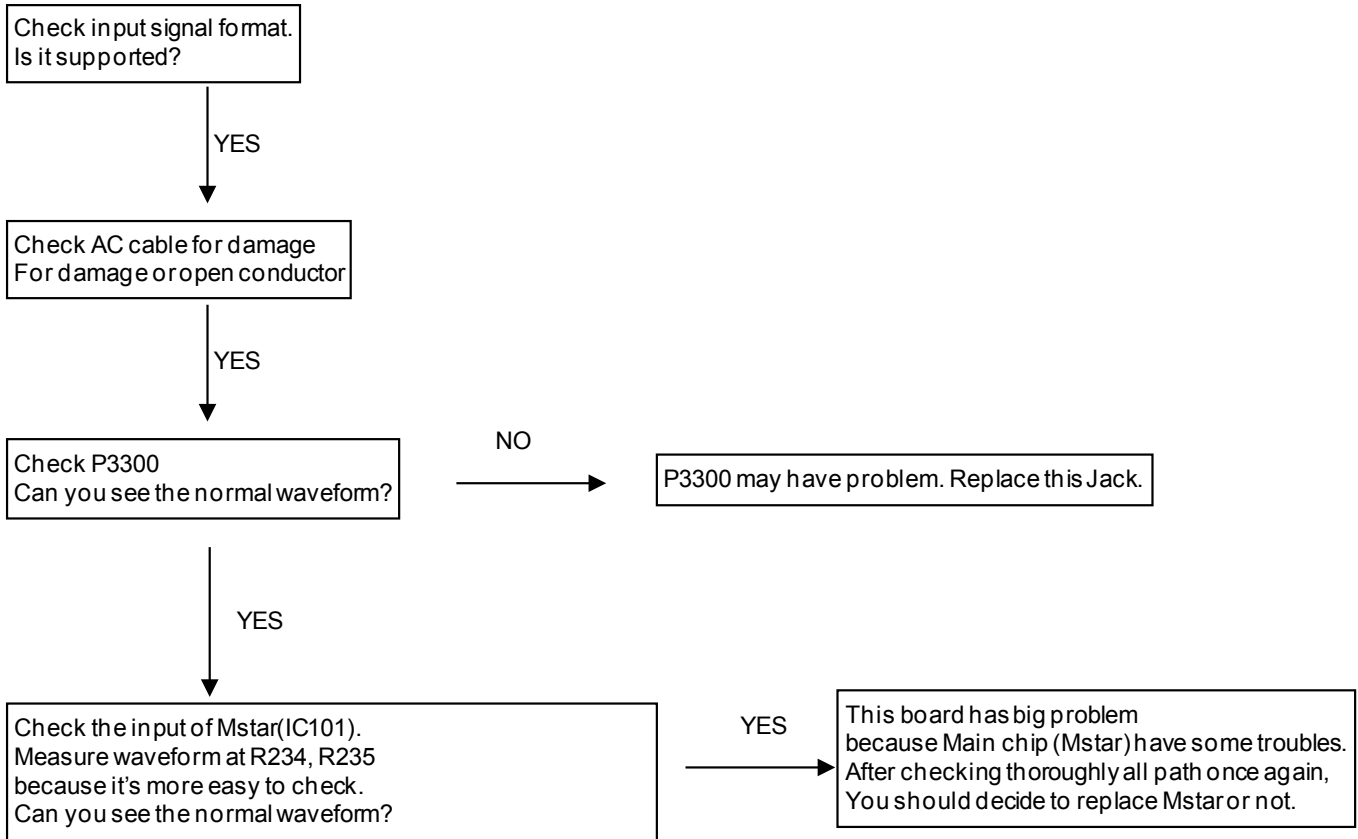 Check input signal format.
Is it supported?
YES
Check AC cable for damage
For damage or open conductor
YES
Check P3300
Can you see the normal waveform?
NO
P3300 may have problem. Replace this Jack.
YES
Check the input of Mstar(IC101).
Measure waveform at R234, R235
because it's more easy to check.
Can you see the normal waveform?
YES
This board has big problem
because Main chip (Mstar) have some troubles.
After checking thoroughly all path once again,
You should decide to replace Mstar or not.